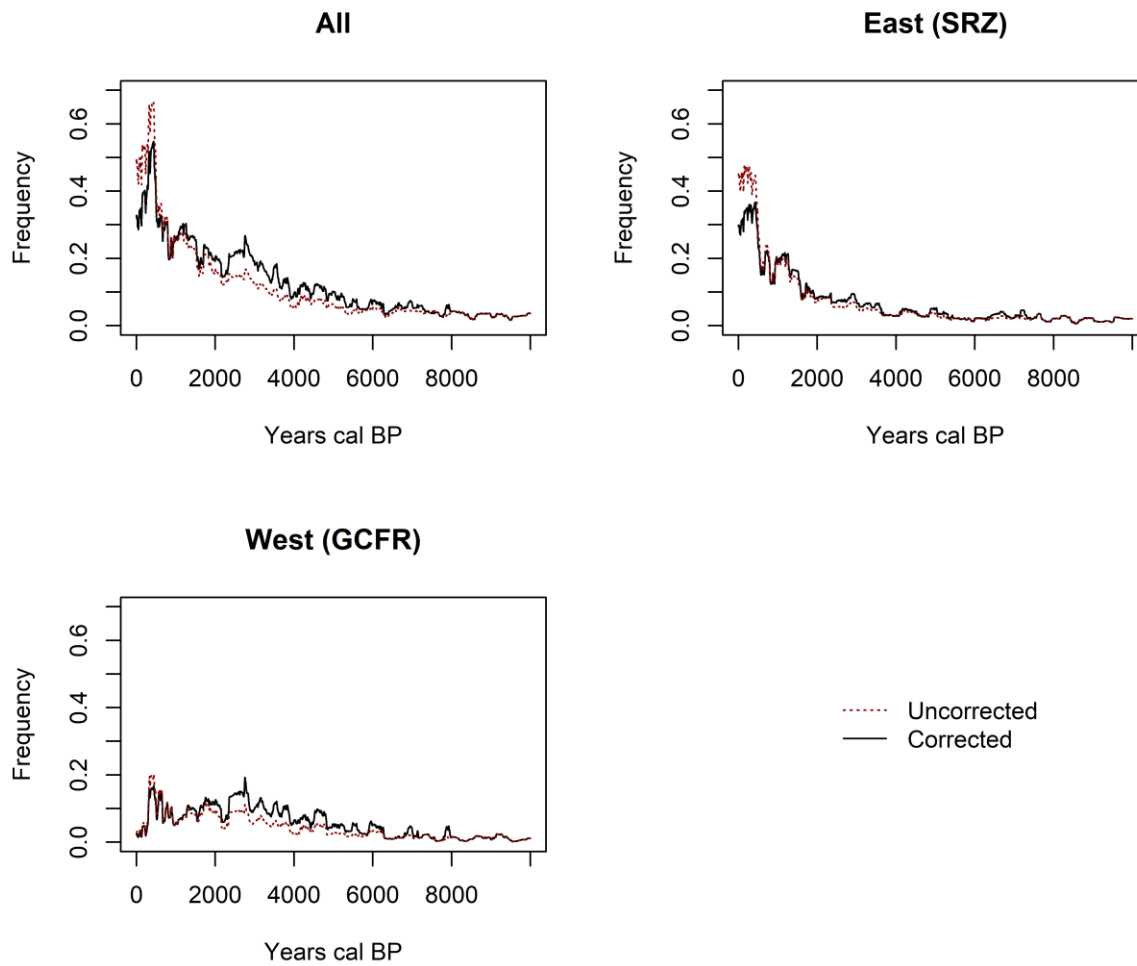 All
Frequency
0.0 0.2 0.4 0.6
0 2000 4000 6000 8000
Years cal BP
East (SRZ)
Frequency
0.0 0.2 0.4 0.6
0 2000 4000 6000 8000
Years cal BP
West (GCFR)
Frequency
0.0 0.2 0.4 0.6
0 2000 4000 6000 8000
Years cal BP
Uncorrected
Corrected